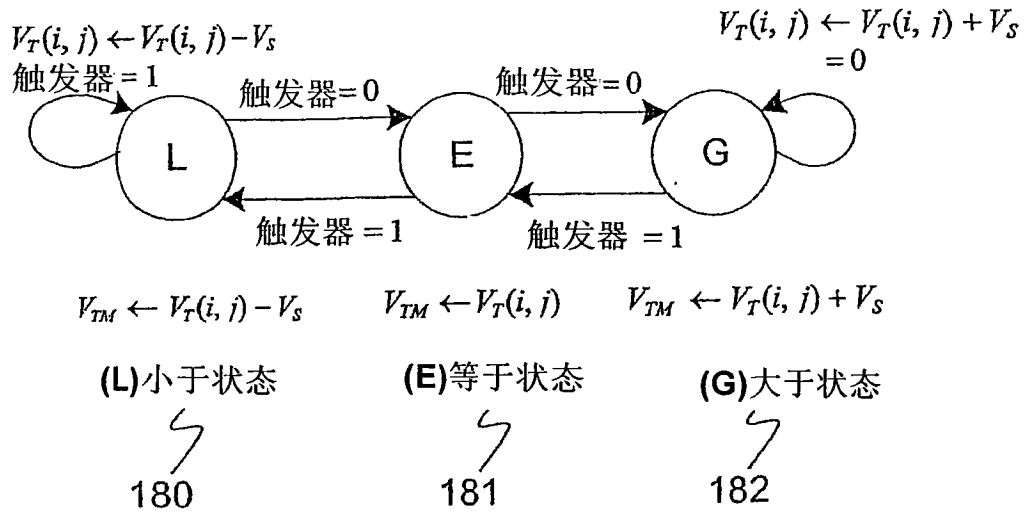 V_T(i, j) ← V_T(i, j) − V_S
触发器 = 1
V_T(i, j) ← V_T(i, j) + V_S
= 0
触发器=0
触发器=0
L
E
G
触发器 = 1
触发器 = 1
V_TM ← V_T(i, j) − V_S
V_TM ← V_T(i, j)
V_TM ← V_T(i, j) + V_S
(L)小于状态
(E)等于状态
(G)大于状态
180
181
182